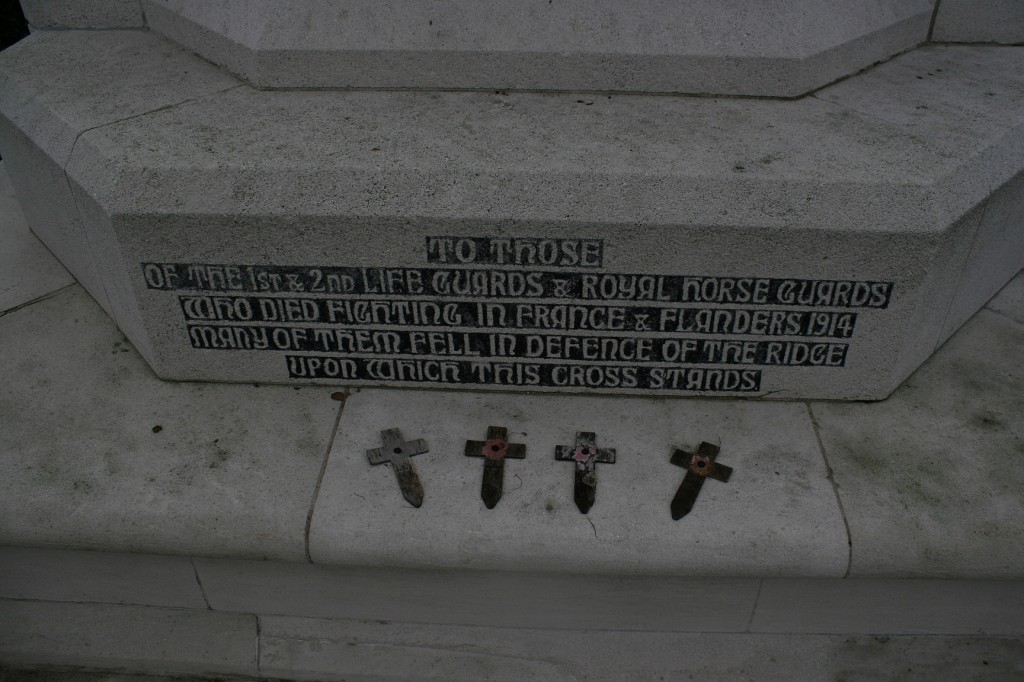 TO THOSE
OF THE 1ST & 2ND LIFE GUARDS & ROYAL HORSE GUARDS
WHO DIED FIGHTING IN FRANCE & FLANDERS 1914
MANY OF THEM FELL IN DEFENCE OF THE RIDGE
UPON WHICH THIS CROSS STANDS